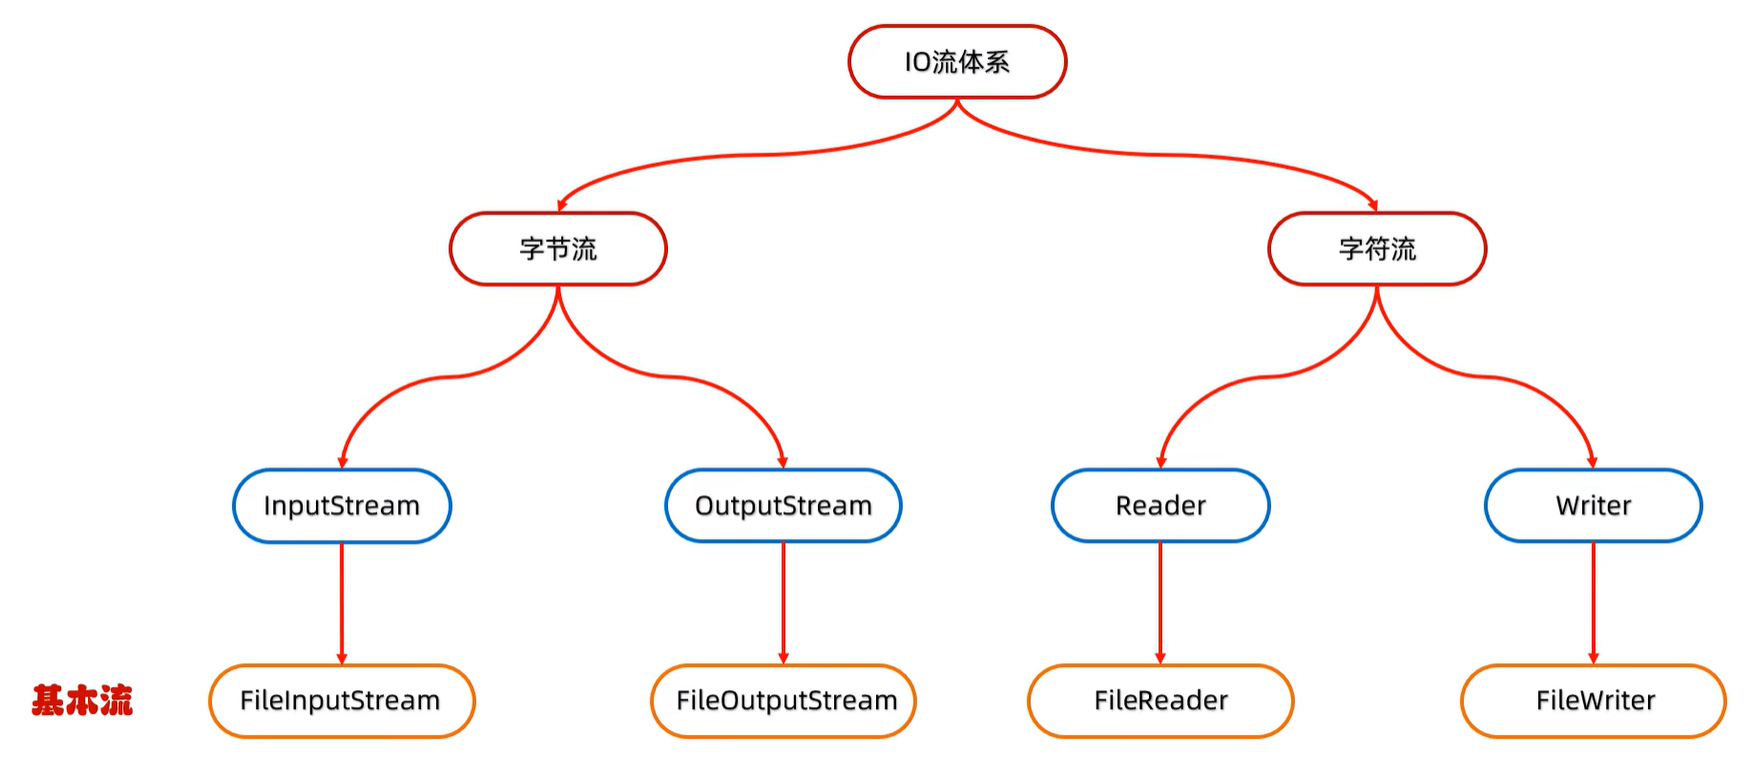 IO流体系
字节流
字符流
InputStream
OutputStream
Reader
Writer
基本流
FileInputStream
FileOutputStream
FileReader
FileWriter